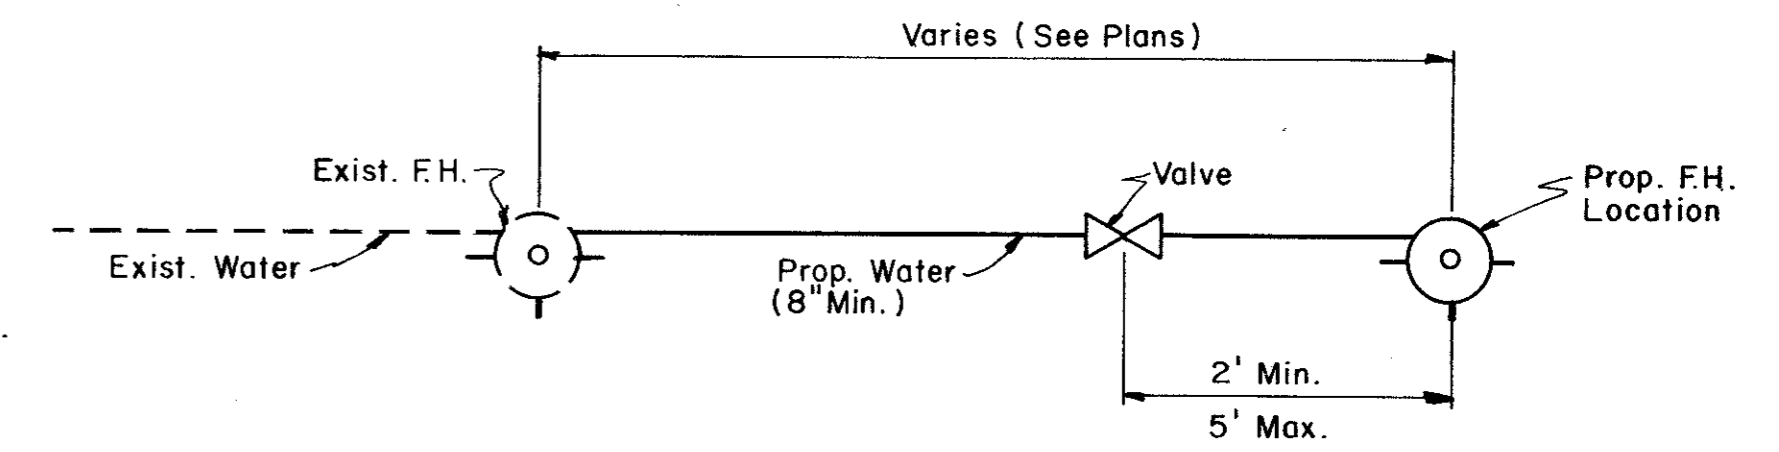 Varies (See Plans)
Exist. F.H.
Valve
Prop. F.H.
Location
Exist. Water
Prop. Water
(8" Min.)
2' Min.
5' Max.